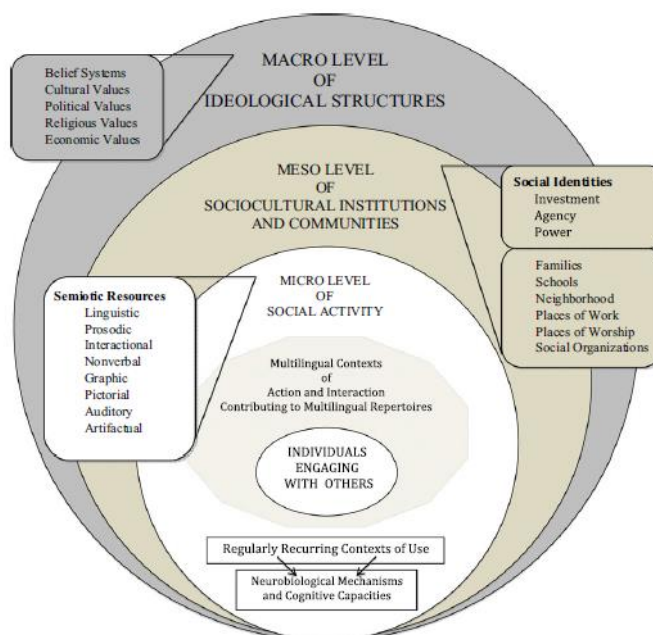 MACRO LEVEL
OF
IDEOLOGICAL STRUCTURES
Belief Systems
Cultural Values
Political Values
Religious Values
Economic Values
MESO LEVEL
OF
SOCIOCULTURAL INSTITUTIONS
AND COMMUNITIES
Social Identities
Investment
Agency
Power
Families
Schools
Neighborhood
Places of Work
Places of Worship
Social Organizations
MICRO LEVEL
OF
SOCIAL ACTIVITY
Semiotic Resources
Linguistic
Prosodic
Interactional
Nonverbal
Graphic
Pictorial
Auditory
Artifactual
Multilingual Contexts
of
Action and Interaction
Contributing to Multilingual Repertoires
INDIVIDUALS
ENGAGING
WITH OTHERS
Regularly Recurring Contexts of Use
Neurobiological Mechanisms
and Cognitive Capacities